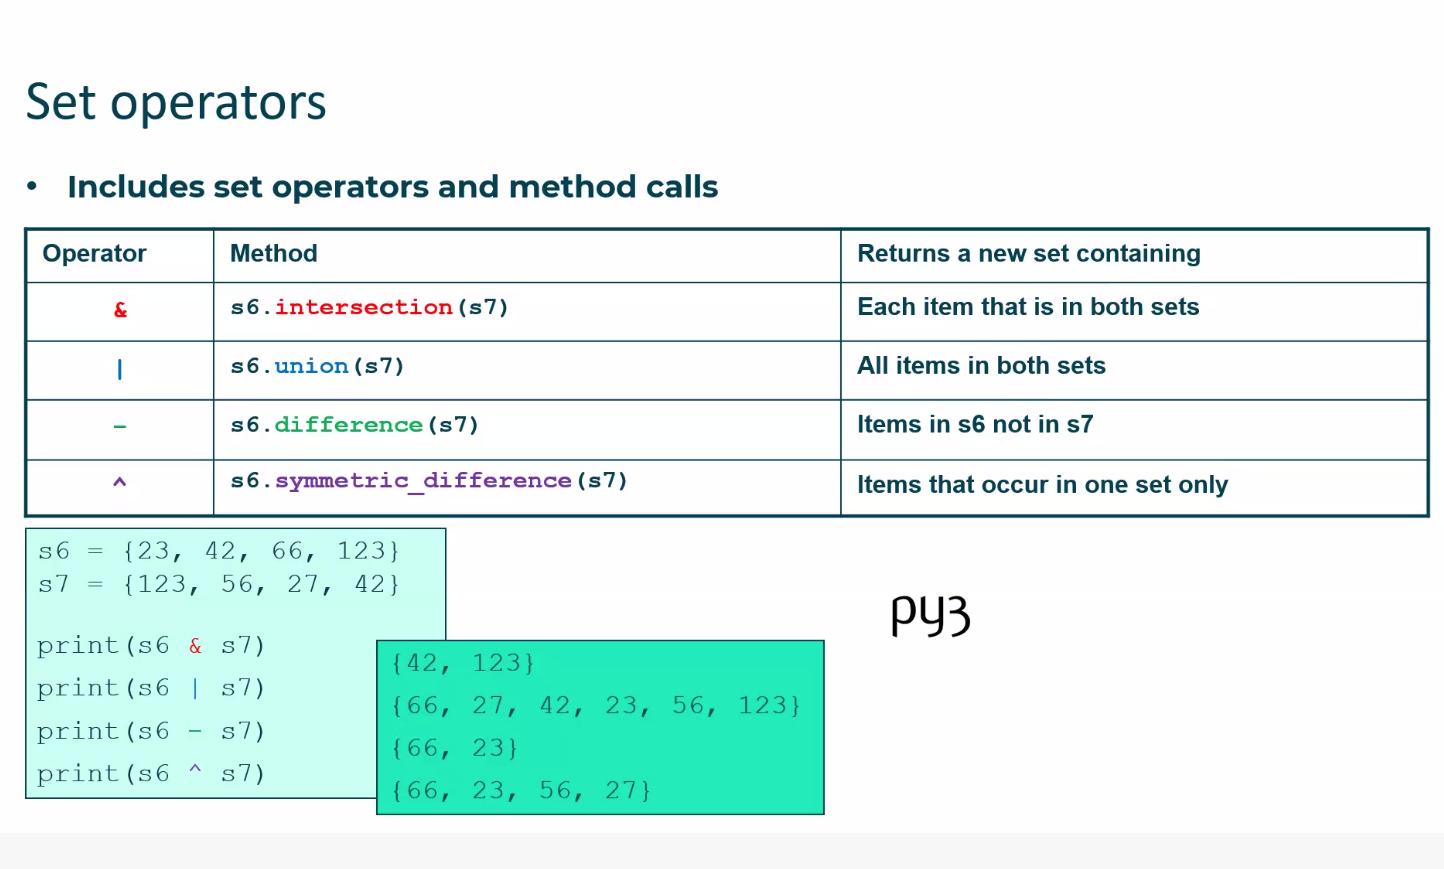 Set operators
• Includes set operators and method calls
Operator Method Returns a new set containing
& s6.intersection(s7) Each item that is in both sets
| s6.union(s7) All items in both sets
- s6.difference(s7) Items in s6 not in s7
^ s6.symmetric_difference(s7) Items that occur in one set only
s6 = {23, 42, 66, 123}
s7 = {123, 56, 27, 42}
print(s6 & s7)
print(s6 | s7)
print(s6 - s7)
print(s6 ^ s7)
{42, 123}
{66, 27, 42, 23, 56, 123}
{66, 23}
{66, 23, 56, 27}
py3